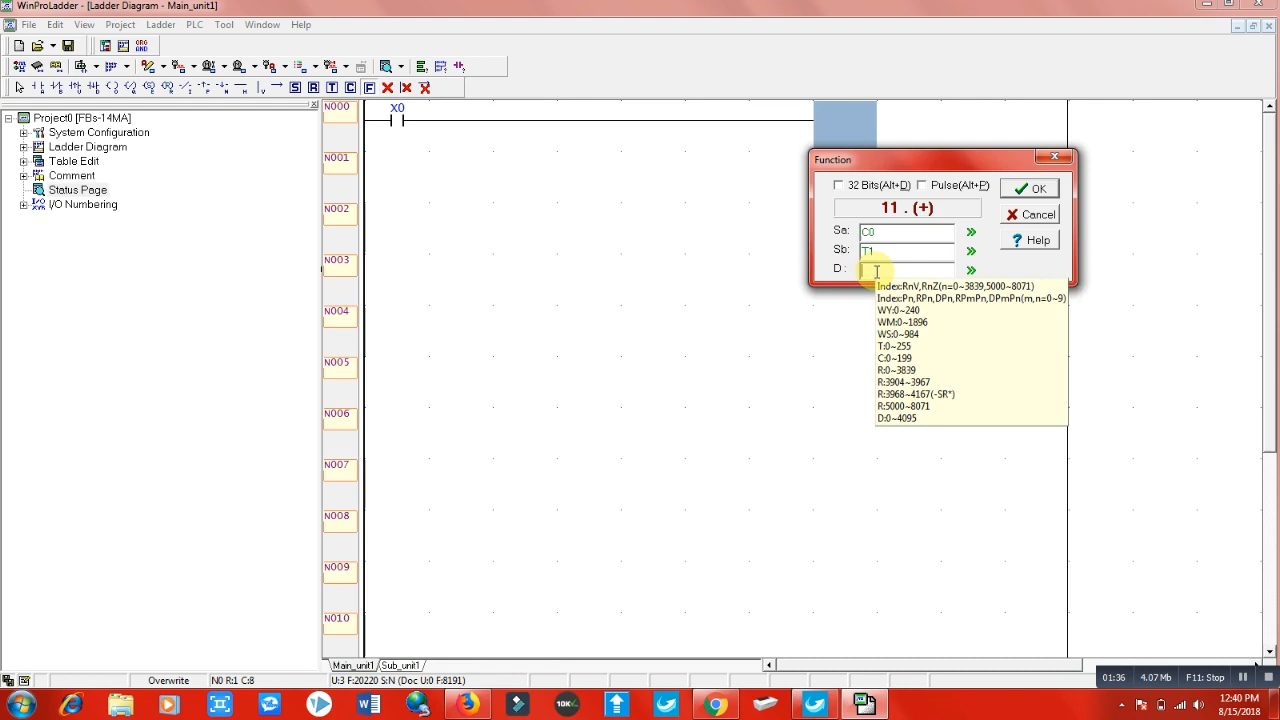 WinProLadder - [Ladder Diagram - Main_unit1]
File Edit View Project Ladder PLC Tool Window Help
ORG
GND
S R T C F
Project0 [FBs-14MA]
System Configuration
Ladder Diagram
Table Edit
Comment
Status Page
I/O Numbering
N000
X0
N001
N002
N003
N004
N005
N006
N007
N008
N009
N010
Function
32 Bits(Alt+D) Pulse(Alt+P) OK
11 . (+)
Cancel
Sa: C0
Sb: T1
Help
D :
Index:RnV,RnZ(n=0~3839,5000~8071)
Index:Pn,RPn,DPn,RPmPn,DPmPn(m,n=0~9)
WY:0~240
WM:0~1896
WS:0~984
T:0~255
C:0~199
R:0~3839
R:3904~3967
R:3968~4167(-SR*)
R:5000~8071
D:0~4095
Main_unit1 Sub_unit1
Overwrite N0 R:1 C:8 U:3 F:20220 S:N (Doc U:0 F:8191)
01:36 4.07 Mb F11: Stop
10K
12:40 PM
8/15/2018